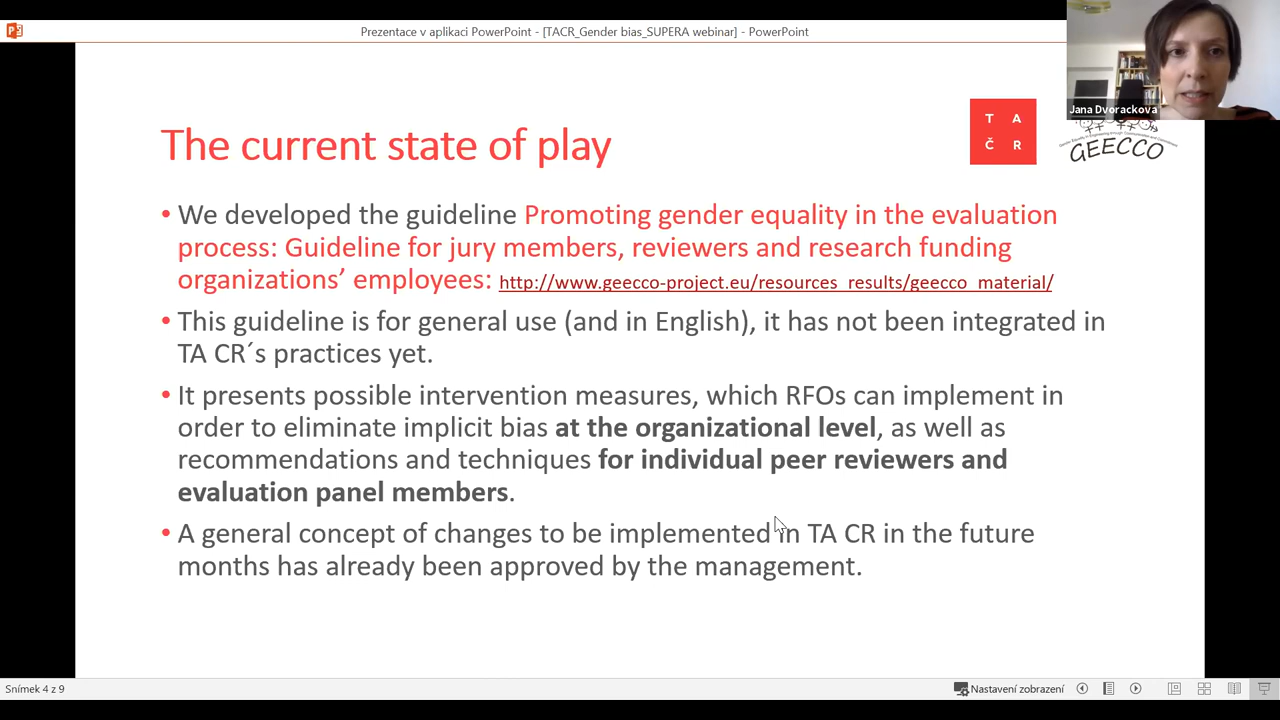 Prezentace v aplikaci PowerPoint - [TACR_Gender bias_SUPERA webinar] - PowerPoint
Jana Dvorackova
T A
Č R
GEECCO
The current state of play
• We developed the guideline Promoting gender equality in the evaluation
process: Guideline for jury members, reviewers and research funding
organizations’ employees: http://www.geecco-project.eu/resources_results/geecco_material/
• This guideline is for general use (and in English), it has not been integrated in
TA CR´s practices yet.
• It presents possible intervention measures, which RFOs can implement in
order to eliminate implicit bias at the organizational level, as well as
recommendations and techniques for individual peer reviewers and
evaluation panel members.
• A general concept of changes to be implemented in TA CR in the future
months has already been approved by the management.
Snímek 4 z 9
Nastavení zobrazení